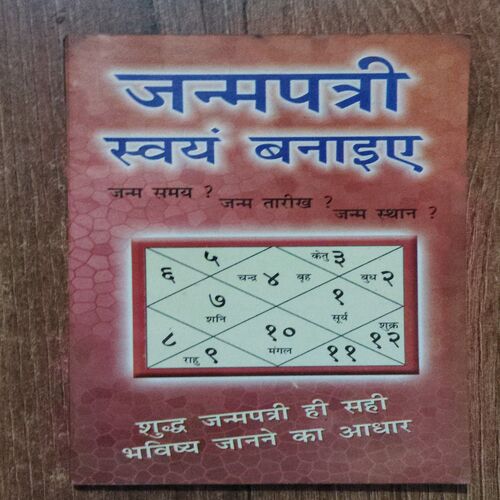 जन्मपत्री
स्वयं बनाइए
जन्म समय ?
जन्म तारीख ?
जन्म स्थान ?
५
केतु ३
६
चन्द्र ४ बृह
बुध २
७
शनि
१
सूर्य
शुक्र
८
१०
१२
राहु ९
मंगल
११
शुद्ध जन्मपत्री ही सही
भविष्य जानने का आधार